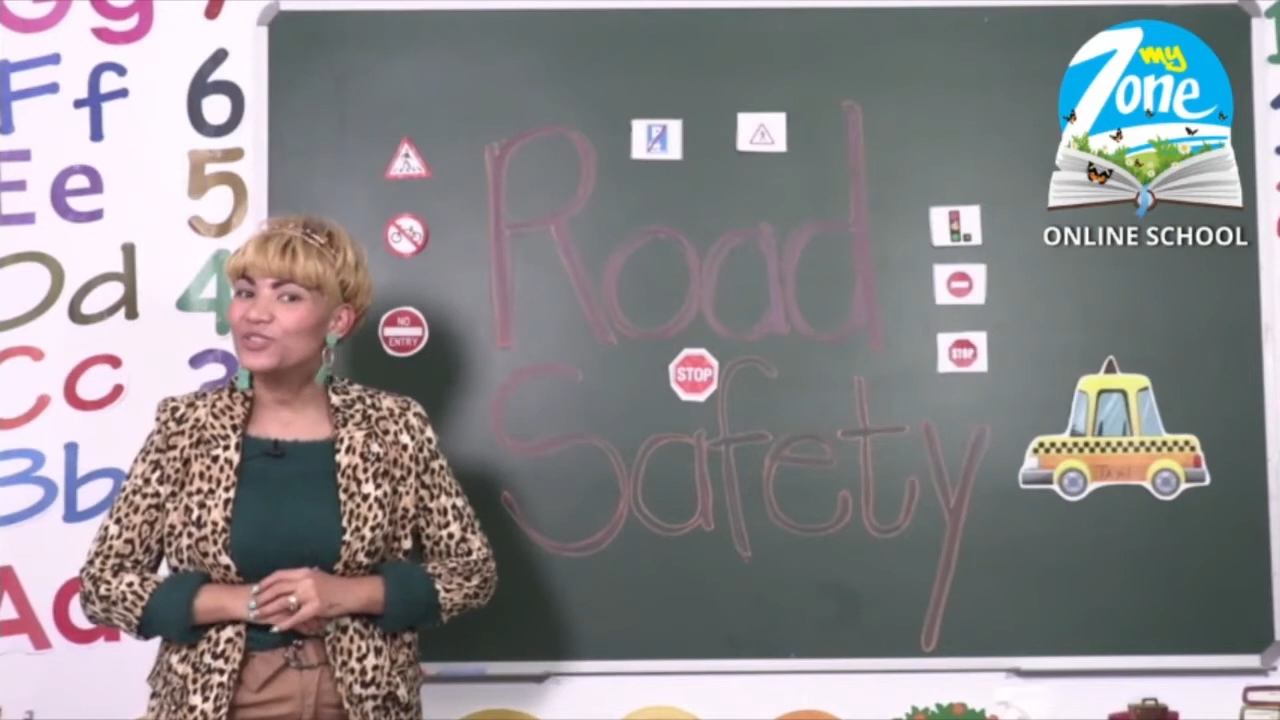 Gg 7
Ff 6
Ee 5
Dd 4
Cc 3
Bb
Aa
Road
Safety
NO
ENTRY
STOP
STOP
TAXI
my
Zone
ONLINE SCHOOL